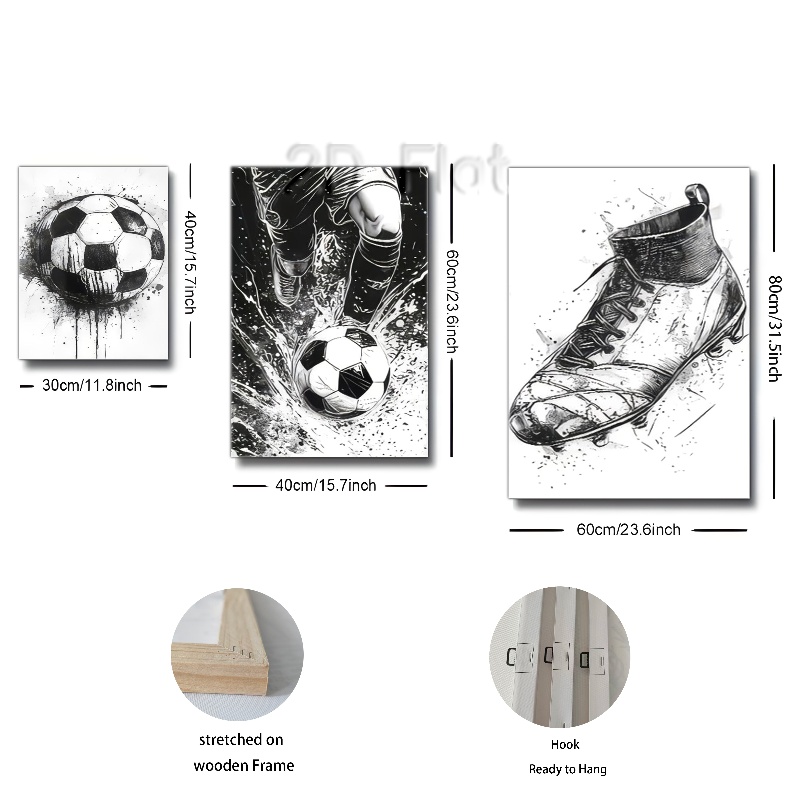 2D Flat
40cm/15.7inch
30cm/11.8inch
60cm/23.6inch
40cm/15.7inch
80cm/31.5inch
60cm/23.6inch
stretched on
wooden Frame
Hook
Ready to Hang